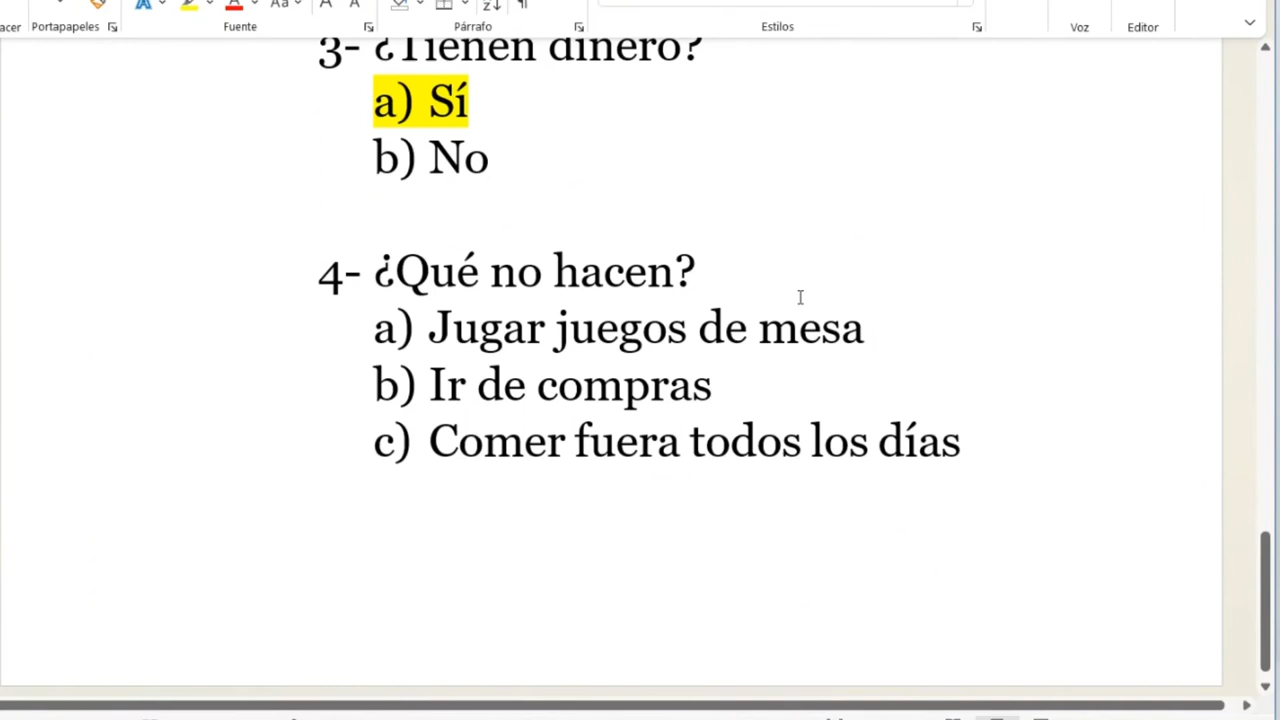 acer Portapapeles Fuente Párrafo Estilos Voz Editor
3- ¿Tienen dinero?
a) Sí
b) No
4- ¿Qué no hacen?
a) Jugar juegos de mesa
b) Ir de compras
c) Comer fuera todos los días